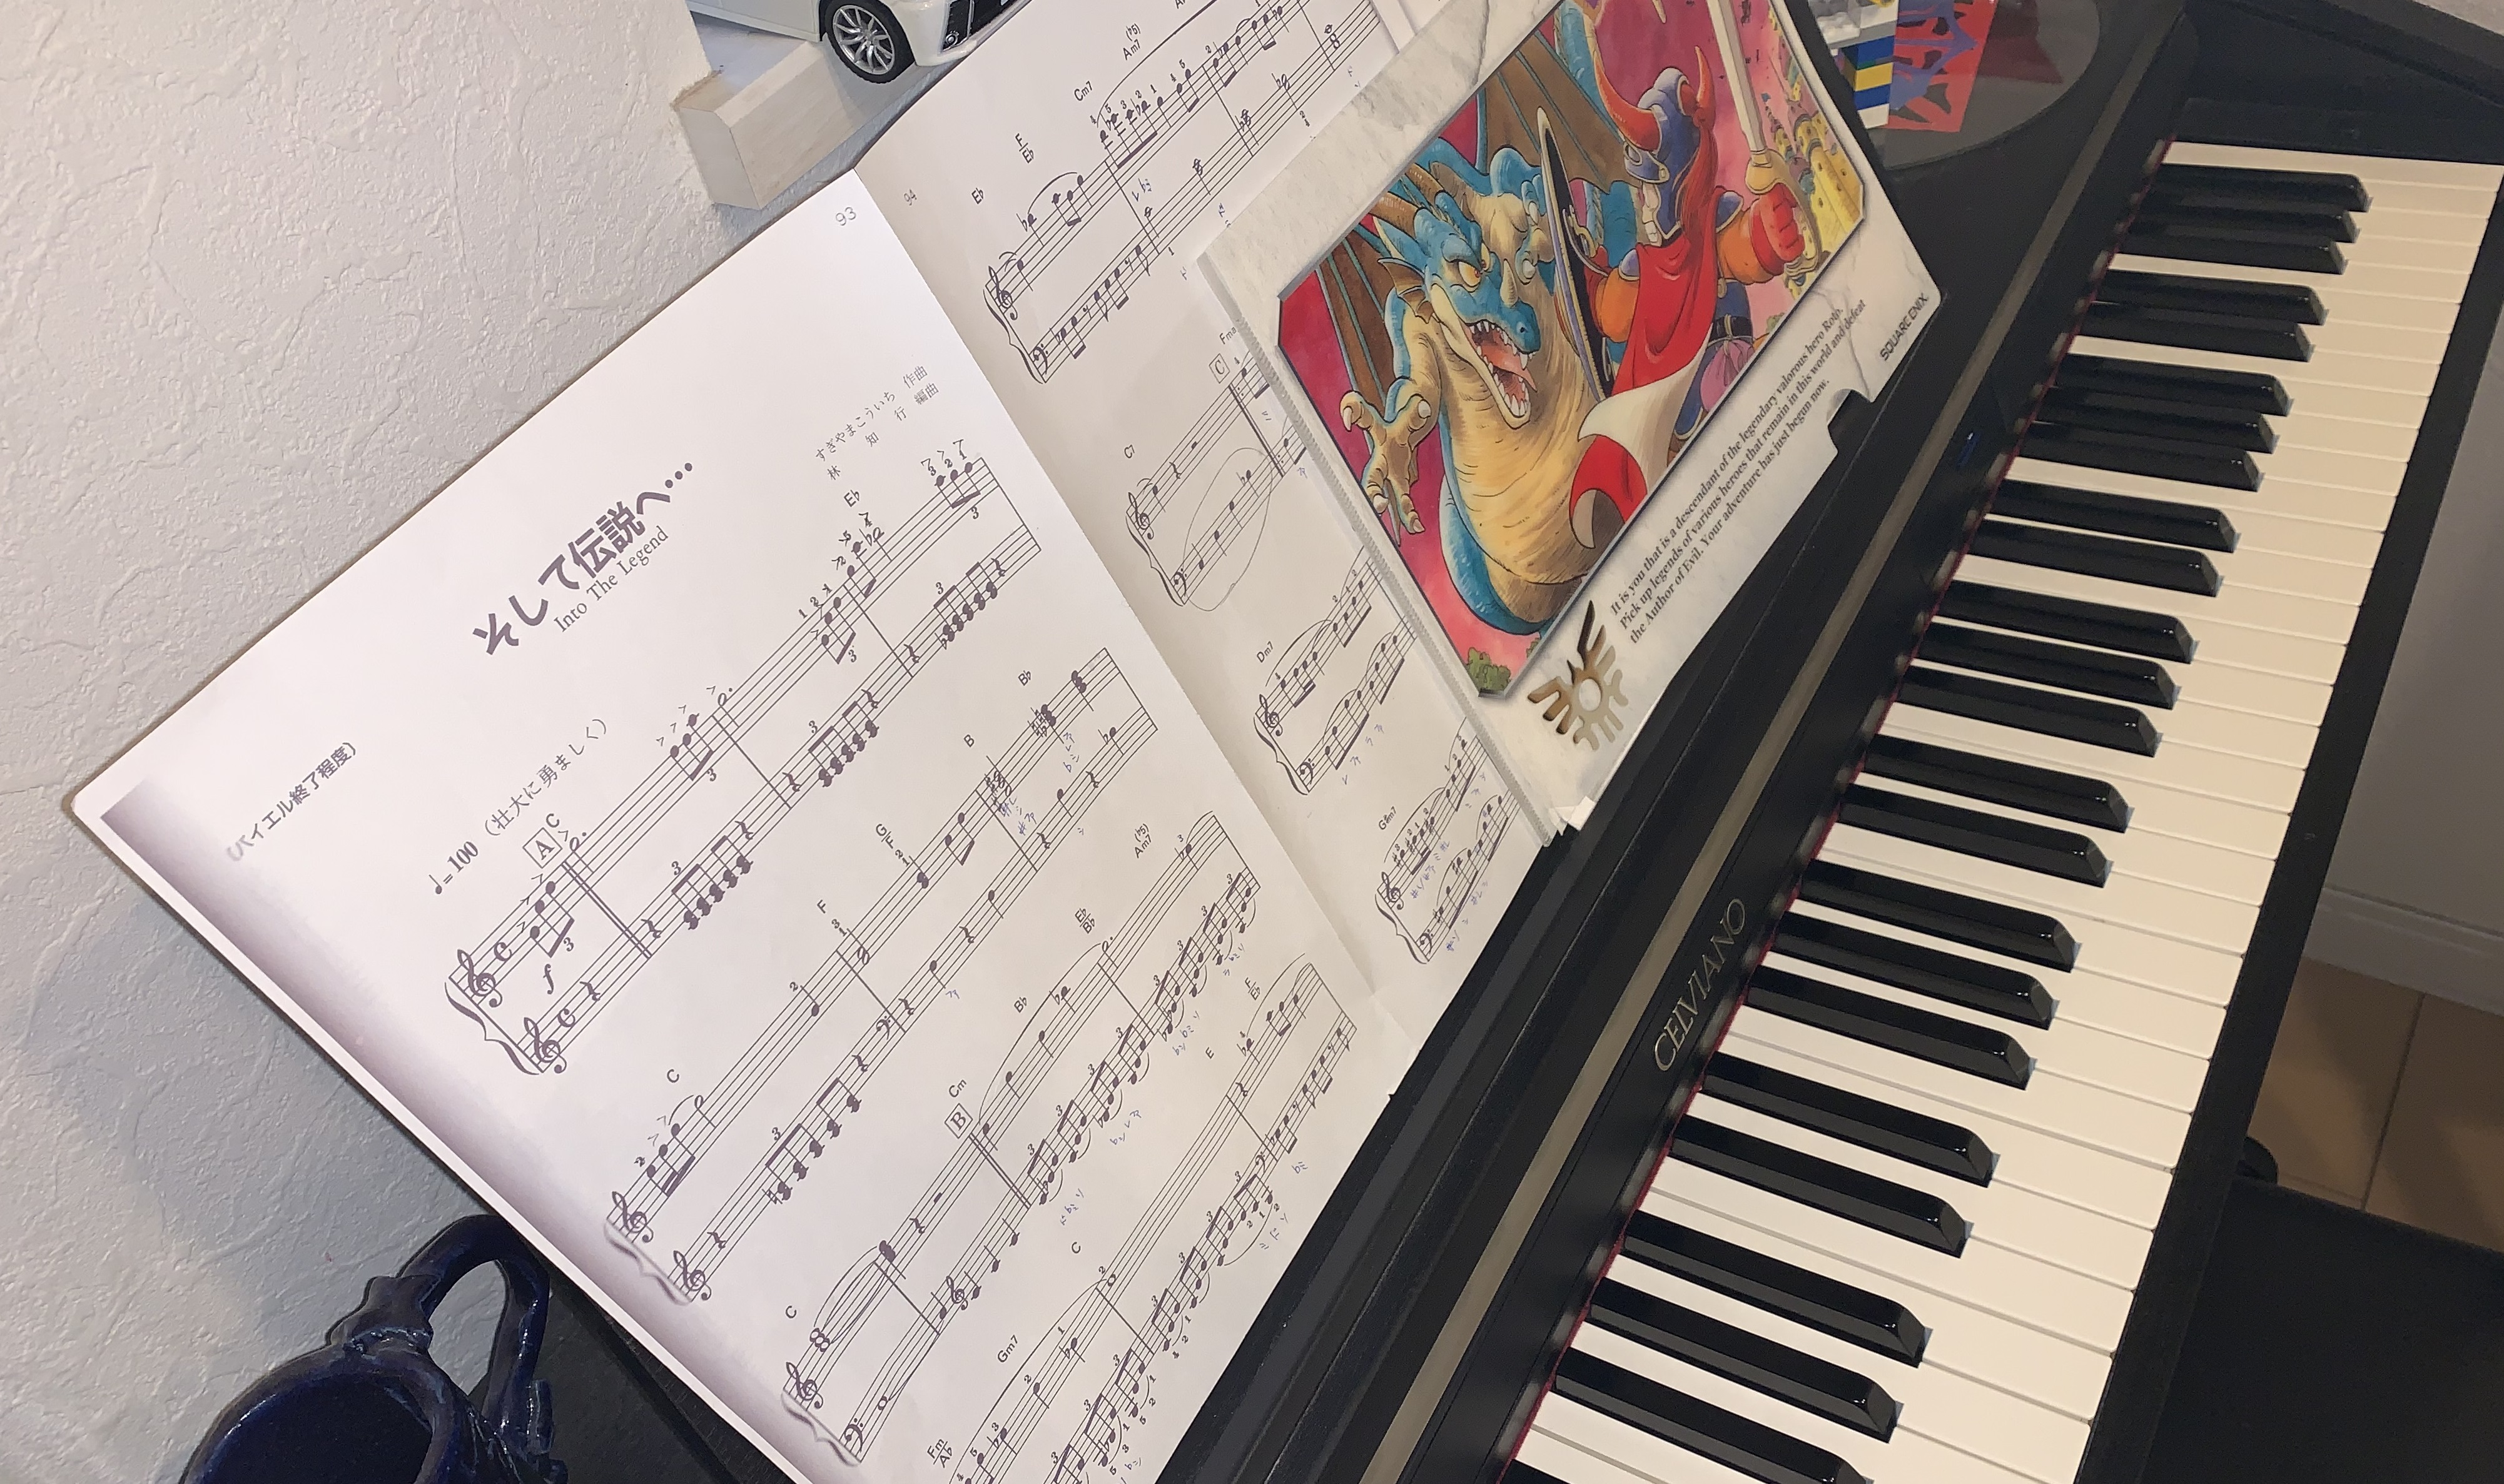 93
(バイエル終了程度)
そして伝説へ…
Into The Legend
すぎやまこういち 作曲
林 知 行 編曲
♩=100 (壮大に勇ましく)
A
C
E♭
f
C
F
G
F
B
B♭
C
B
Cm
B♭
E♭
B♭
Am7
(♭5)
Fm
A♭
Gm7
C
E
F
E♭
94
E♭
F
E♭
Cm7
Am7
(♭5)
C7
C
Dm7
G#m7
It is you that is a descendant of the legendary valorous hero Roto.
Pick up legends of various heroes that remain in this world and defeat
the Author of Evil. Your adventure has just begun now.
SQUARE ENIX
CELVIANO